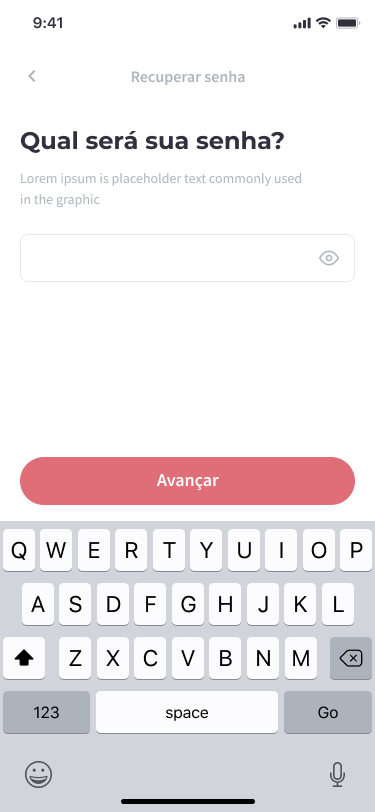 9:41
Recuperar senha
Qual será sua senha?
Lorem ipsum is placeholder text commonly used
in the graphic
Avançar
Q W E R T Y U I O P
A S D F G H J K L
Z X C V B N M
123 space Go